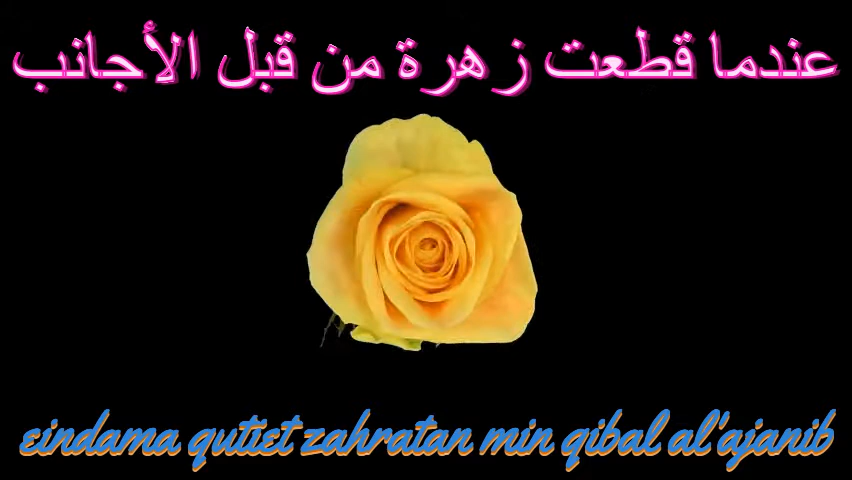 عندما قطعت زهرة من قبل الأجانب
eindama qutiet zahratan min qibal al'ajanib